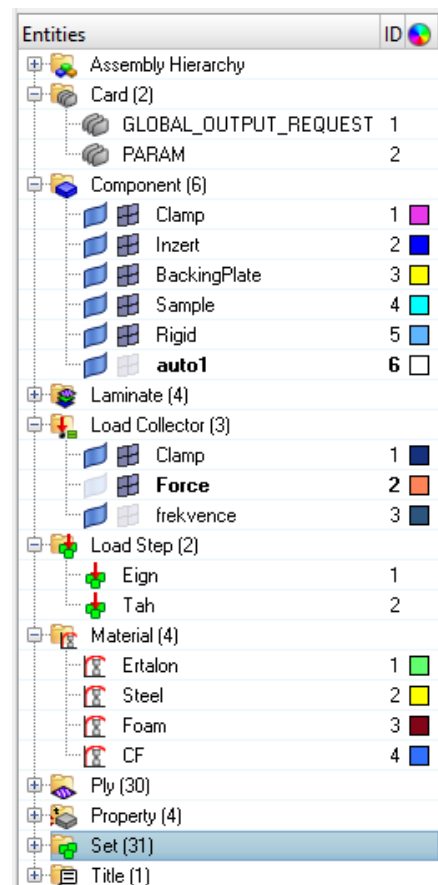 Entities ID
Assembly Hierarchy
Card (2)
GLOBAL_OUTPUT_REQUEST 1
PARAM 2
Component (6)
Clamp 1
Inzert 2
BackingPlate 3
Sample 4
Rigid 5
auto1 6
Laminate (4)
Load Collector (3)
Clamp 1
Force 2
frekvence 3
Load Step (2)
Eign 1
Tah 2
Material (4)
Ertalon 1
Steel 2
Foam 3
CF 4
Ply (30)
Property (4)
Set (31)
Title (1)